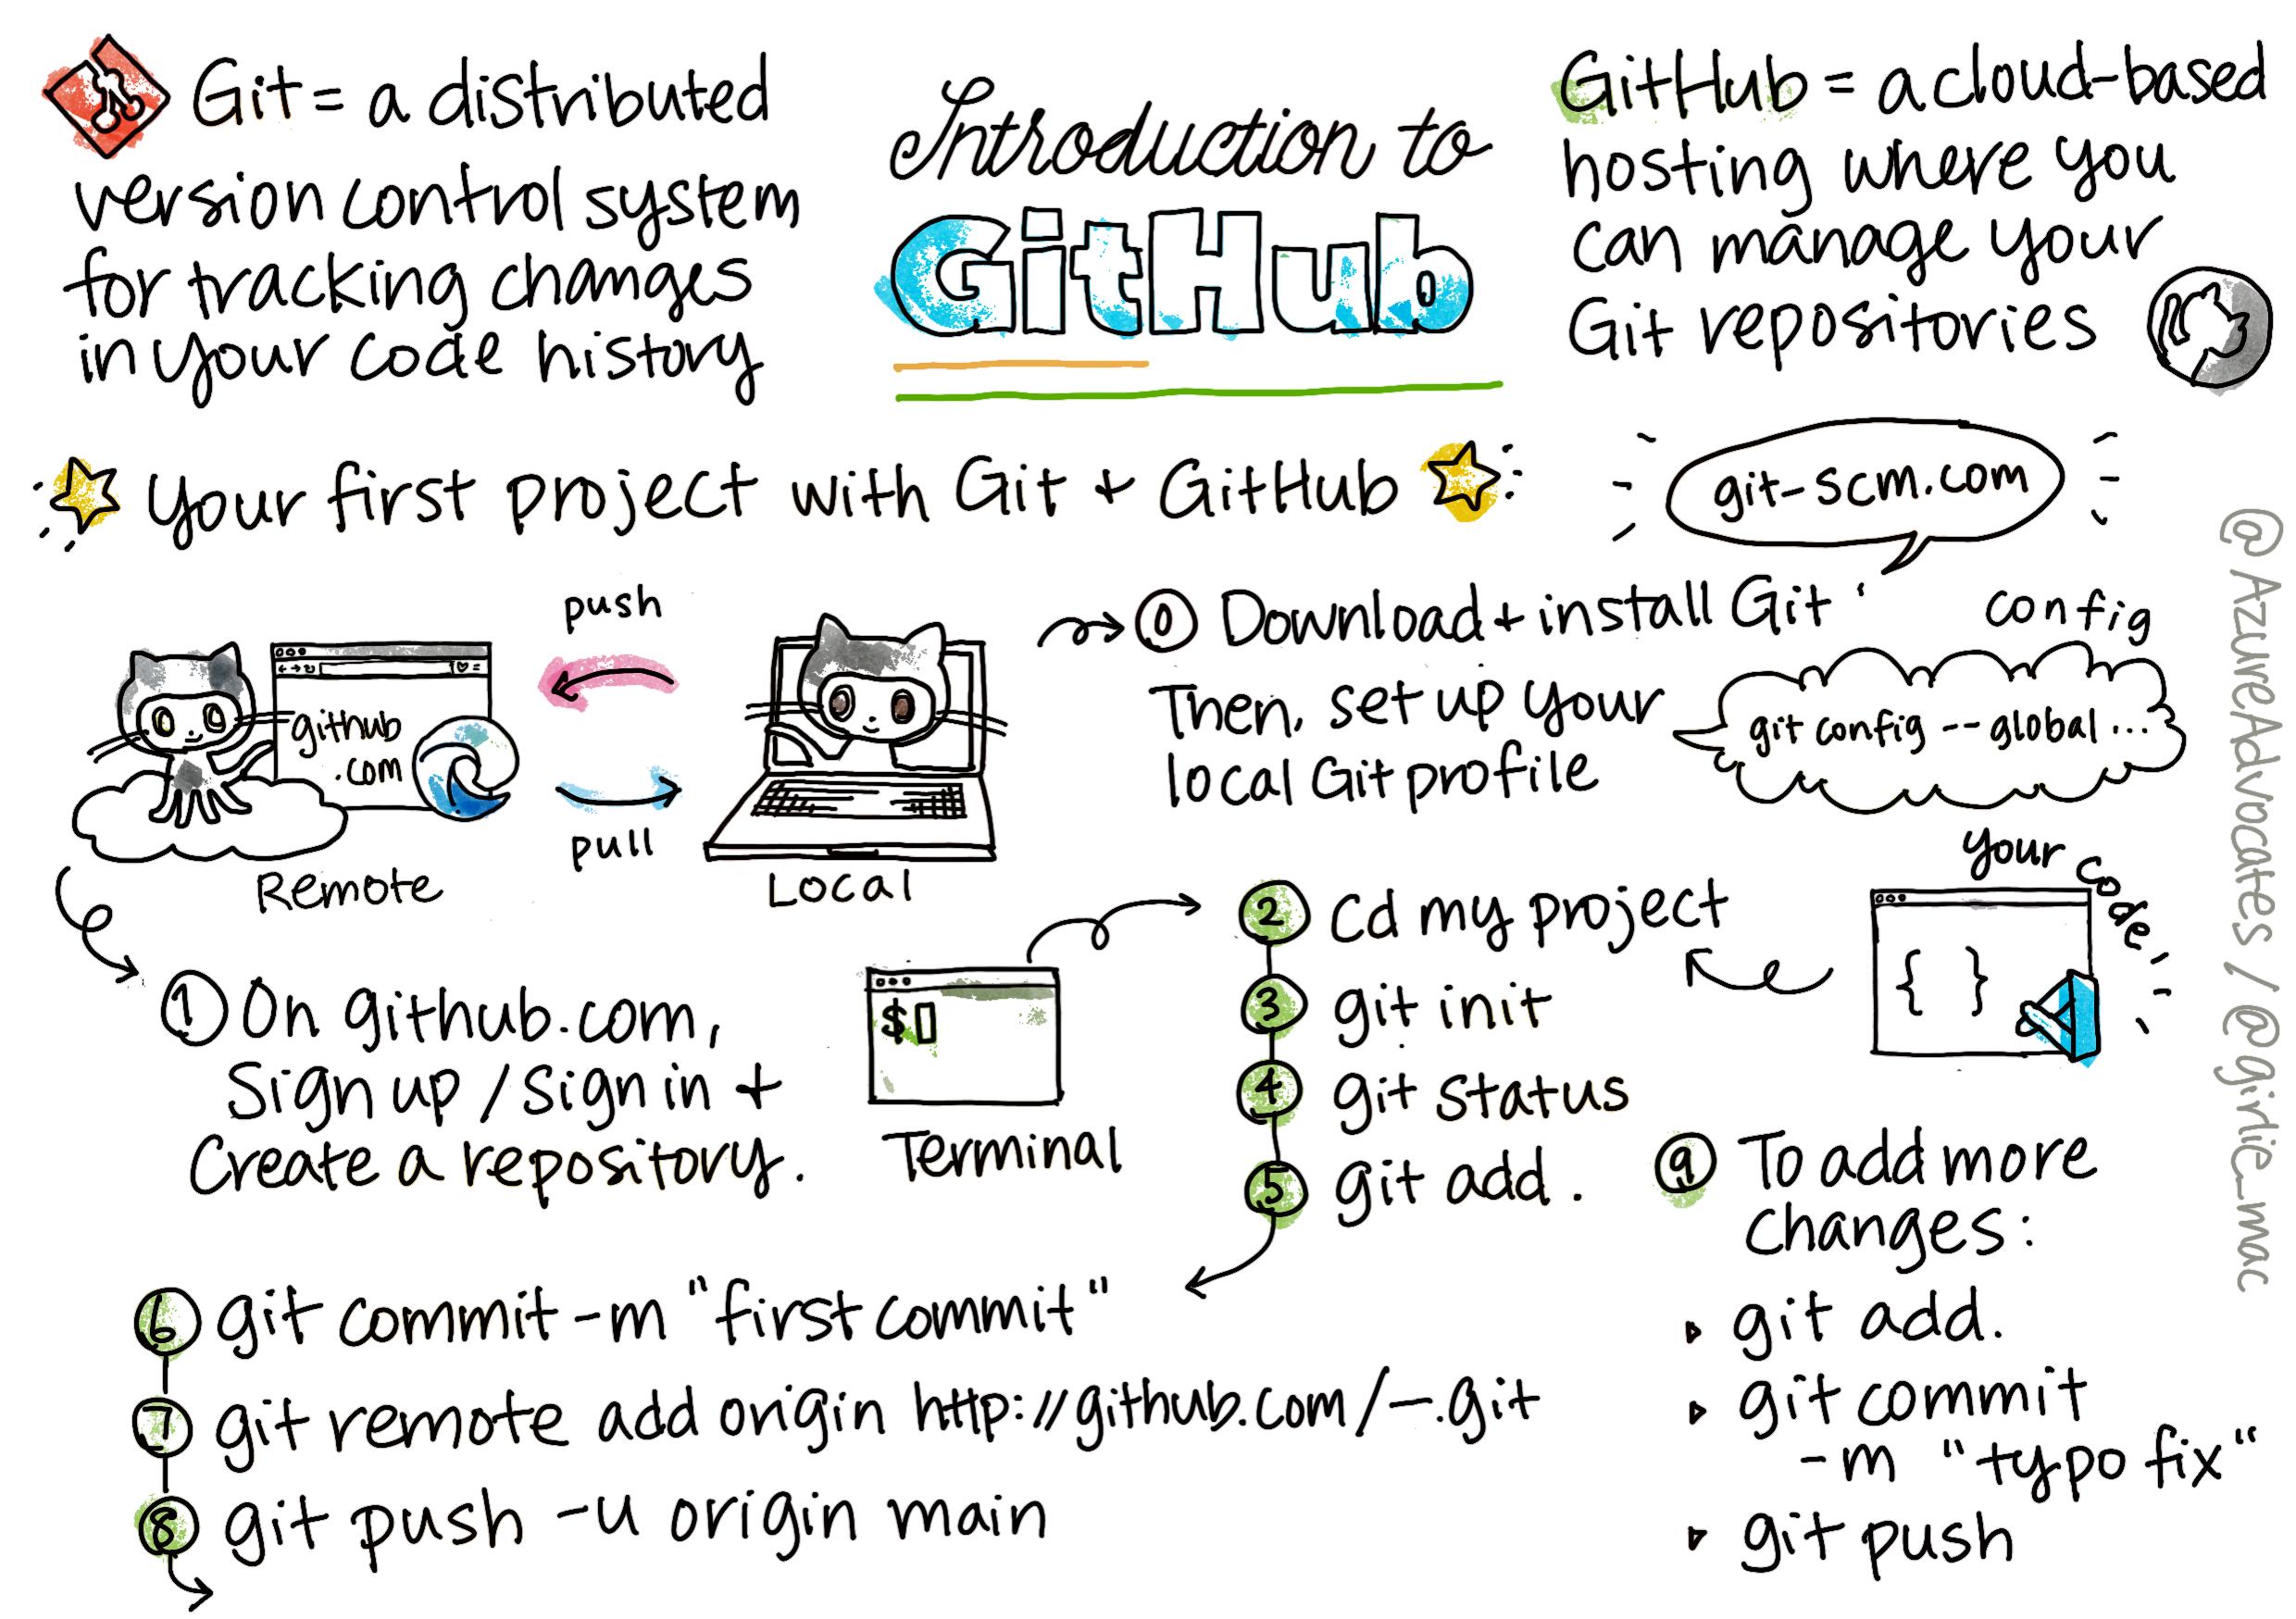 Git = a distributed
version control system
for tracking changes
in your code history
Introduction to
GitHub
GitHub = a cloud-based
hosting where you
can manage your
Git repositories
Your first project with Git + GitHub
git-scm.com
push
github
.com
pull
Remote
Local
⓪ Download + install Git
Then, set up your
local Git profile
config
git config --global ...
① On github.com,
Sign up / Sign in +
Create a repository.
$
Terminal
② cd my project
③ git init
④ git status
⑤ git add .
your code
{ }
⑥ git commit -m "first commit"
⑦ git remote add origin http://github.com/—.git
⑧ git push -u origin main
⑨ To add more
changes:
▹ git add.
▹ git commit
-m "typo fix"
▹ git push
@AzureAdvocates / @girlie_mac